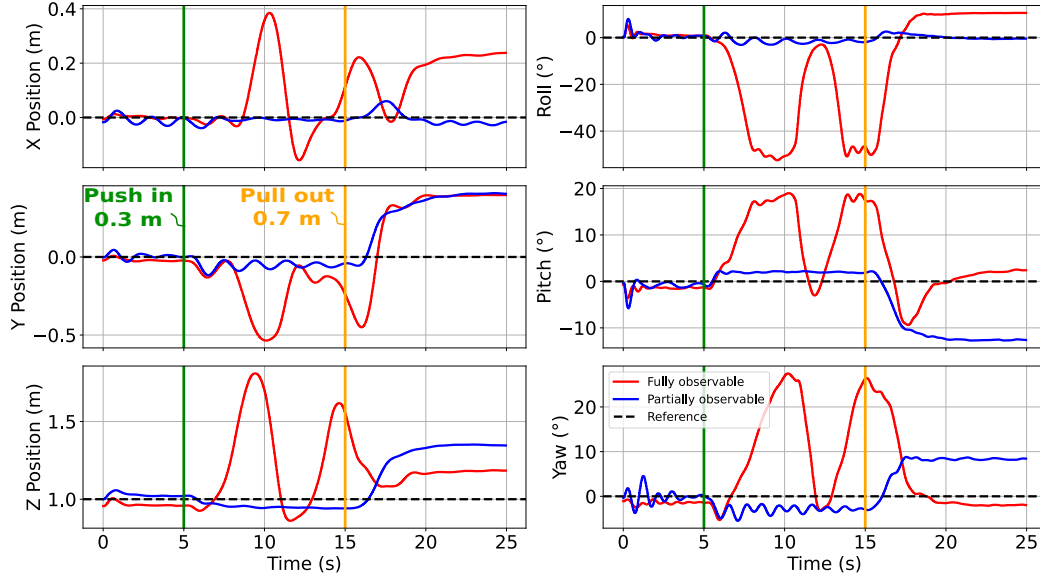 X Position (m)
0.4
0.2
0.0
Roll (°)
0
−20
−40
Y Position (m)
0.0
−0.5
Push in
0.3 m
Pull out
0.7 m
Pitch (°)
20
10
0
−10
Z Position (m)
1.5
1.0
0
5
10
15
20
25
Time (s)
Yaw (°)
20
10
0
Fully observable
Partially observable
Reference
0
5
10
15
20
25
Time (s)